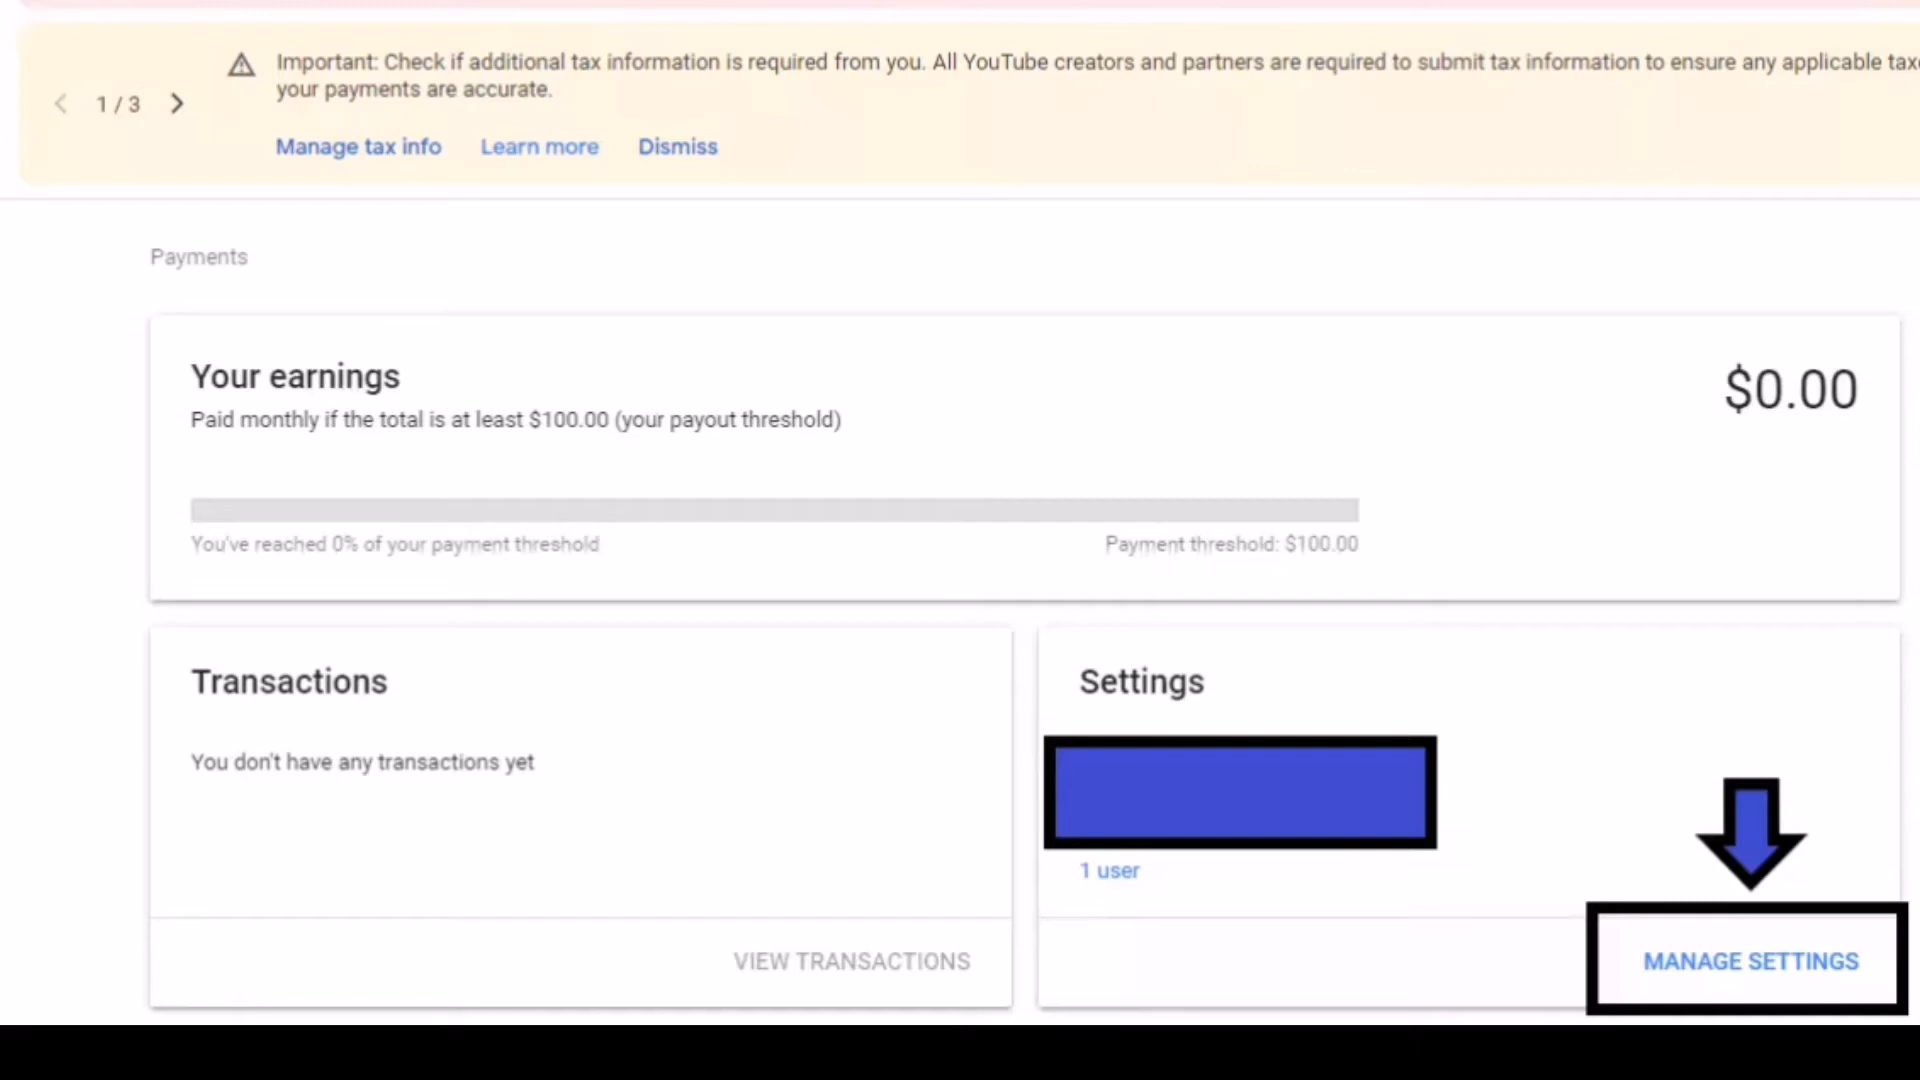 Important: Check if additional tax information is required from you. All YouTube creators and partners are required to submit tax information to ensure any applicable
your payments are accurate.
1 / 3
Manage tax info Learn more Dismiss
Payments
Your earnings
$0.00
Paid monthly if the total is at least $100.00 (your payout threshold)
You've reached 0% of your payment threshold
Payment threshold: $100.00
Transactions
You don't have any transactions yet
VIEW TRANSACTIONS
Settings
1 user
MANAGE SETTINGS